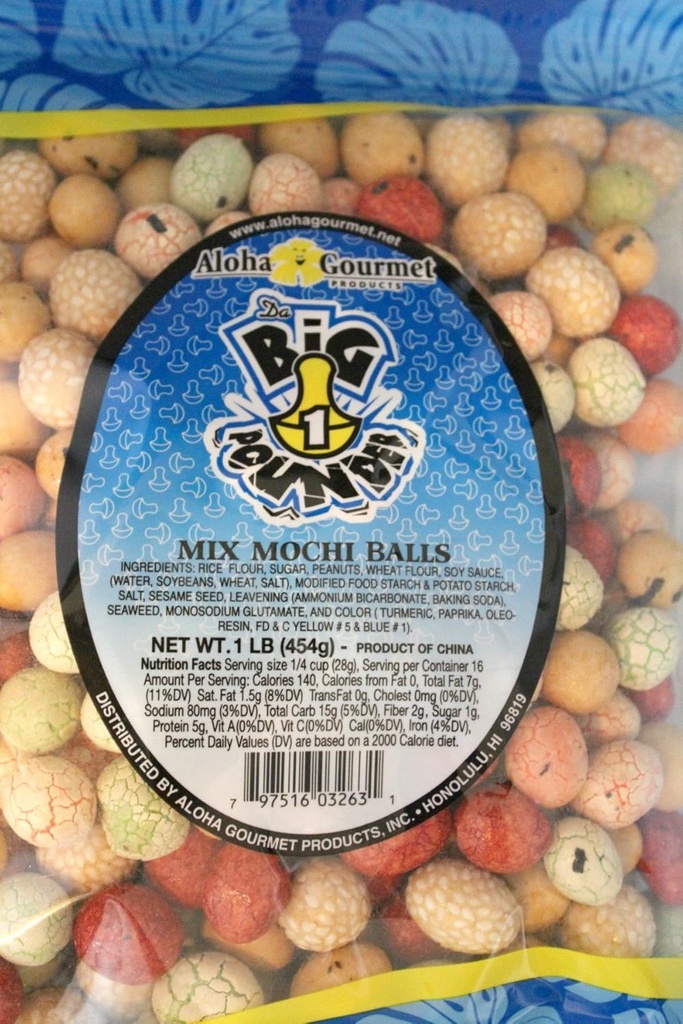 www.alohagourmet.net
Aloha Gourmet
PRODUCTS
Da
BiG
1
POUNDER
MIX MOCHI BALLS
INGREDIENTS: RICE FLOUR, SUGAR, PEANUTS, WHEAT FLOUR, SOY SAUCE,
(WATER, SOYBEANS, WHEAT, SALT), MODIFIED FOOD STARCH & POTATO STARCH,
SALT, SESAME SEED, LEAVENING (AMMONIUM BICARBONATE, BAKING SODA),
SEAWEED, MONOSODIUM GLUTAMATE, AND COLOR ( TURMERIC, PAPRIKA, OLEO-
RESIN, FD & C YELL0W # 5 & BLUE # 1).
NET WT. 1 LB (454g) - PRODUCT OF CHINA
Nutrition Facts Serving size 1/4 cup (28g), Serving per Container 16
Amount Per Serving: Calories 140, Calories from Fat 0, Total Fat 7g,
(11%DV) Sat. Fat 1.5g (8%DV) TransFat 0g, Cholest 0mg (0%DV),
Sodium 80mg (3%DV), Total Carb 15g (5%DV), Fiber 2g, Sugar 1g,
Protein 5g, Vit A(0%DV), Vit C(0%DV) Cal(0%DV), Iron (4%DV),
Percent Daily Values (DV) are based on a 2000 Calorie diet.
7 97516 03263 1
DISTRIBUTED BY ALOHA GOURMET PRODUCTS, INC. • HONOLULU, HI 96819